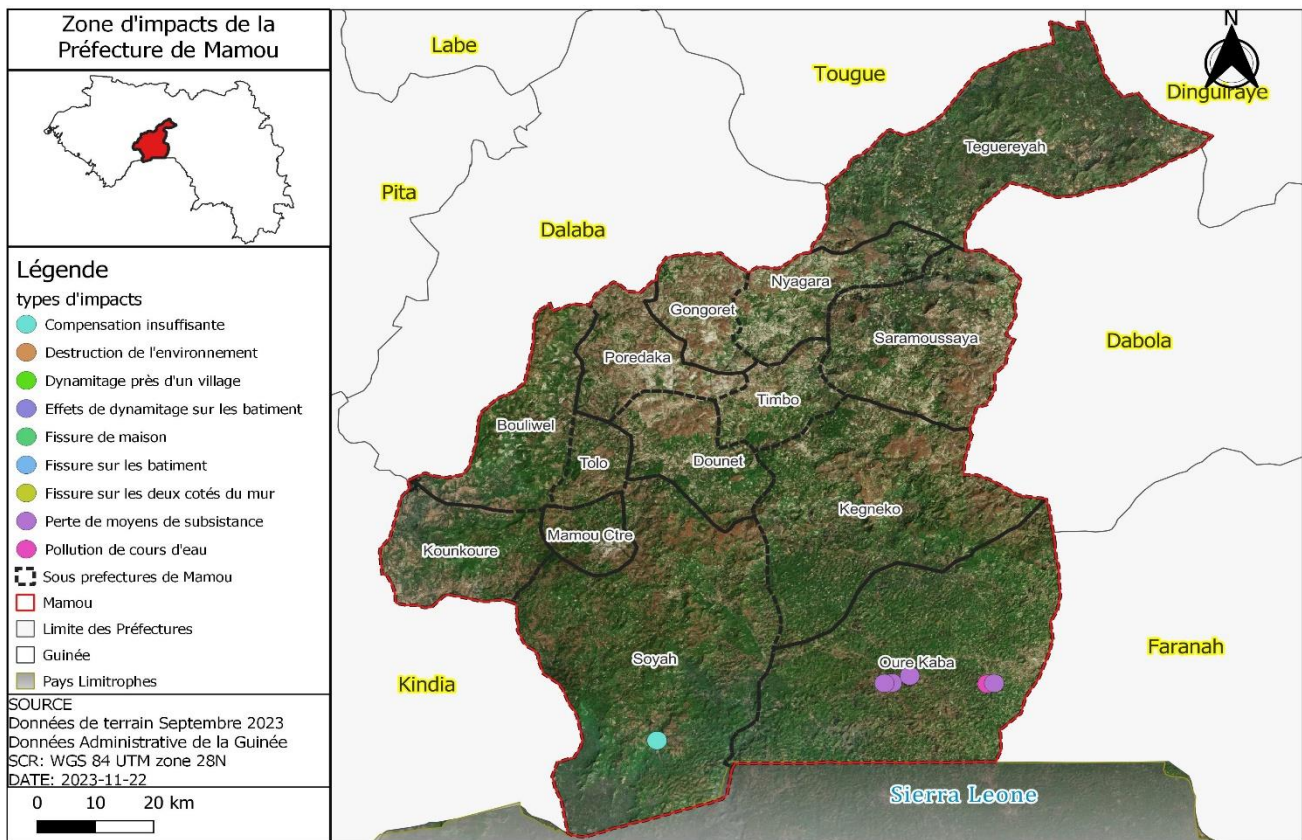 Zone d'impacts de la
Préfecture de Mamou
Légende
types d'impacts
Compensation insuffisante
Destruction de l'environnement
Dynamitage près d'un village
Effets de dynamitage sur les batiment
Fissure de maison
Fissure sur les batiment
Fissure sur les deux cotés du mur
Perte de moyens de subsistance
Pollution de cours d'eau
Sous prefectures de Mamou
Mamou
Limite des Préfectures
Guinée
Pays Limitrophes
SOURCE
Données de terrain Septembre 2023
Données Administrative de la Guinée
SCR: WGS 84 UTM zone 28N
DATE: 2023-11-22
0 10 20 km
N
Labe
Tougue
Dinguiraye
Teguereyah
Pita
Dalaba
Nyagara
Gongoret
Saramoussaya
Dabola
Poredaka
Timbo
Bouliwel
Tolo
Dounet
Kegneko
Mamou Ctre
Kounkoure
Soyah
Oure Kaba
Faranah
Kindia
Sierra Leone